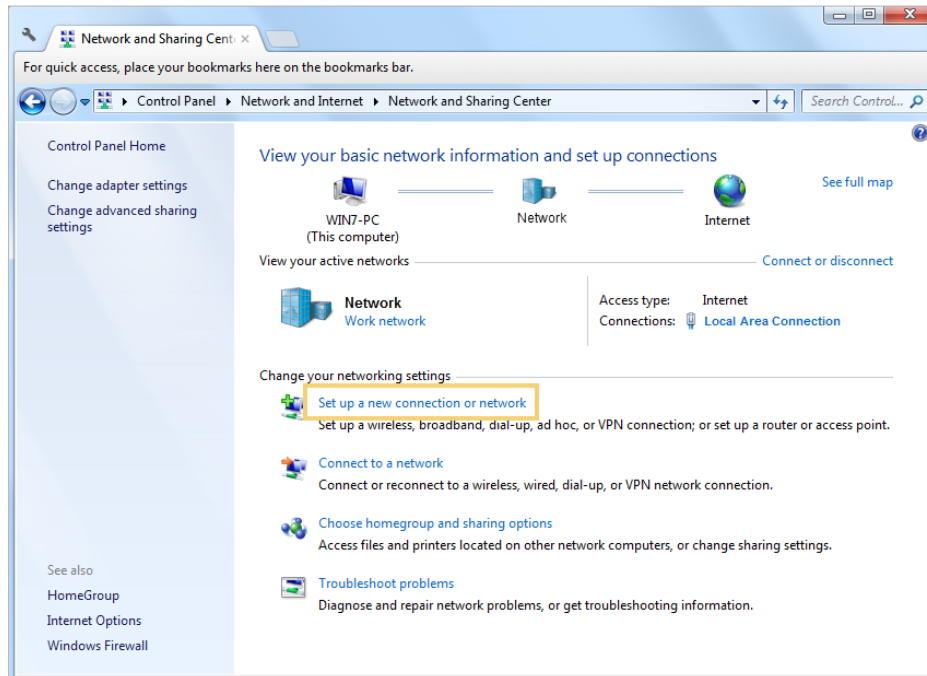 Network and Sharing Cent
For quick access, place your bookmarks here on the bookmarks bar.
Control Panel Network and Internet Network and Sharing Center
Search Control...
Control Panel Home
Change adapter settings
Change advanced sharing
settings
See also
HomeGroup
Internet Options
Windows Firewall
View your basic network information and set up connections
See full map
WIN7-PC
(This computer)
Network
Internet
View your active networks
Connect or disconnect
Network
Work network
Access type: Internet
Connections: Local Area Connection
Change your networking settings
Set up a new connection or network
Set up a wireless, broadband, dial-up, ad hoc, or VPN connection; or set up a router or access point.
Connect to a network
Connect or reconnect to a wireless, wired, dial-up, or VPN network connection.
Choose homegroup and sharing options
Access files and printers located on other network computers, or change sharing settings.
Troubleshoot problems
Diagnose and repair network problems, or get troubleshooting information.